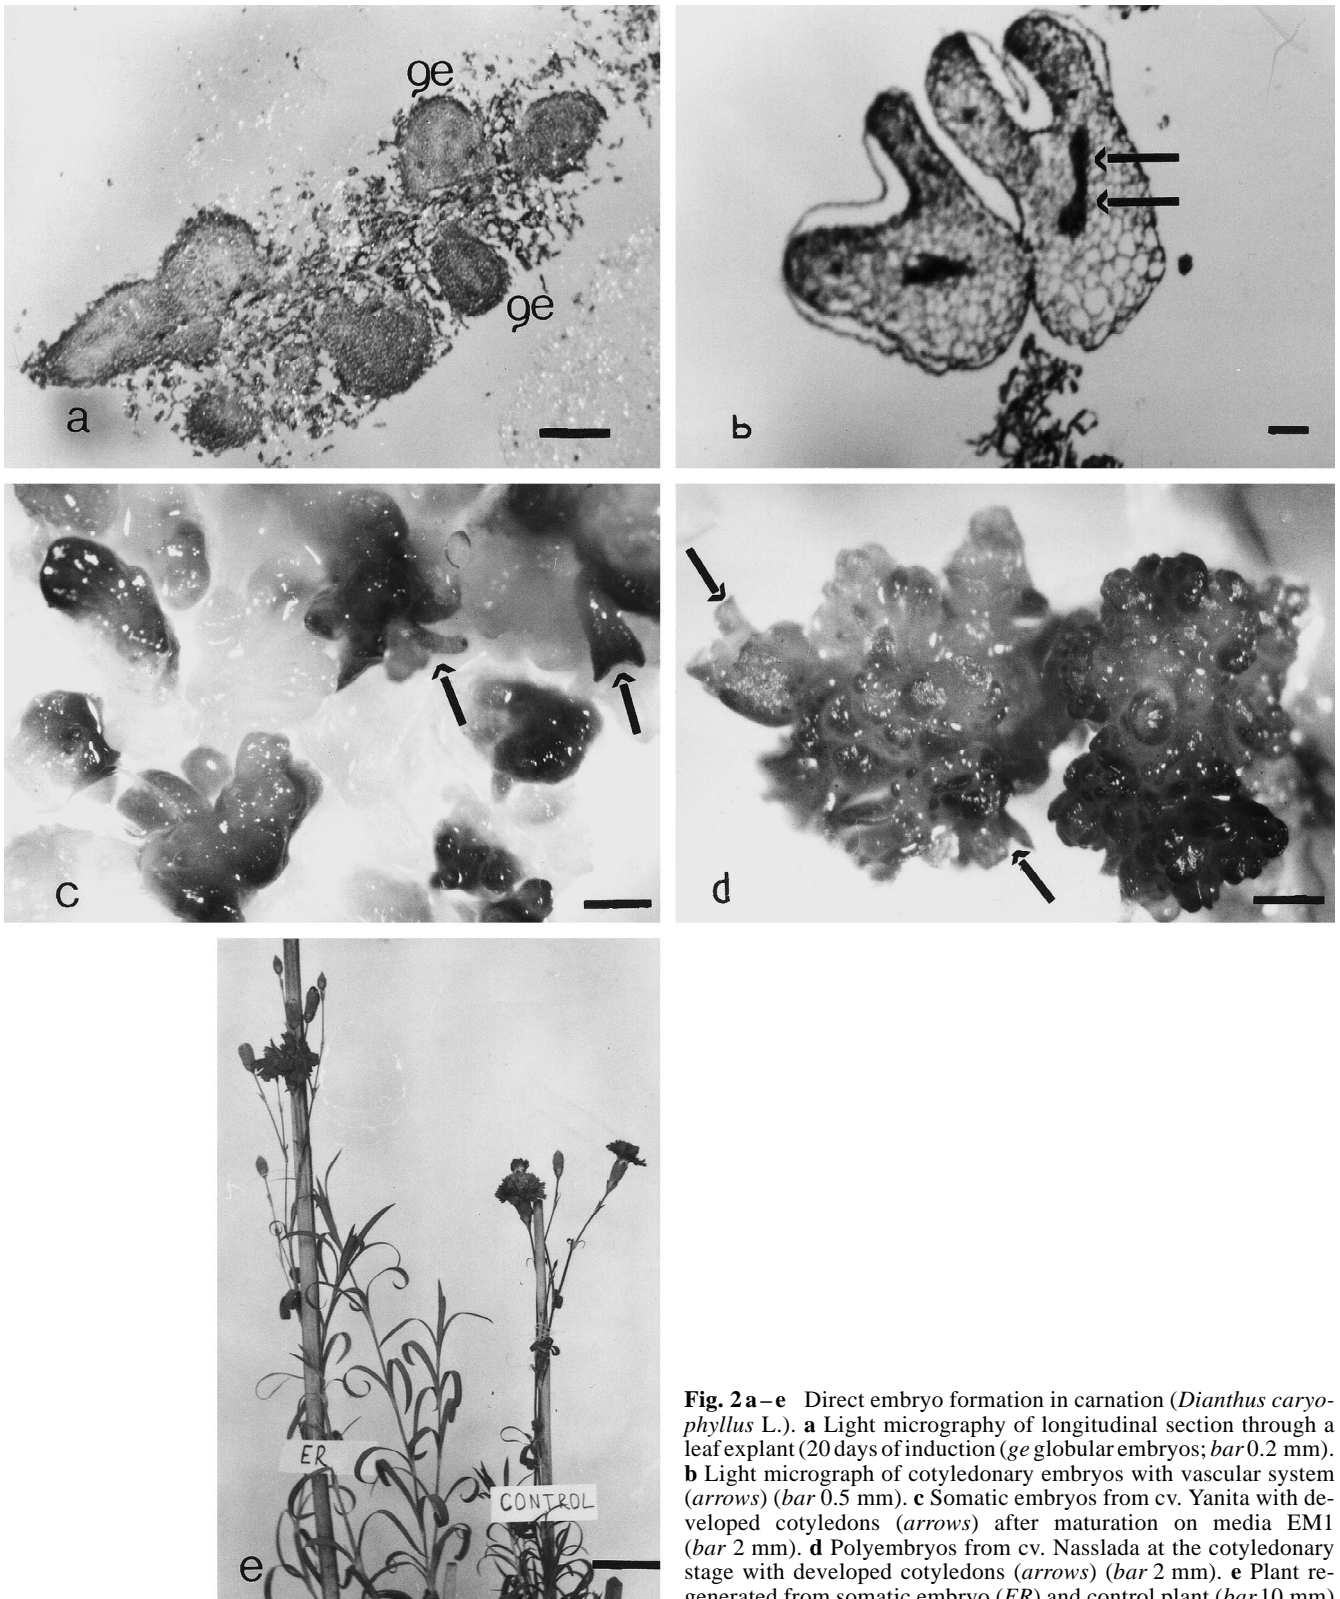 ge
ge
a
b
c
d
ER
CONTROL
e
Fig. 2 a – e Direct embryo formation in carnation (Dianthus caryo-
phyllus L.). a Light micrography of longitudinal section through a
leaf explant (20 days of induction (ge globular embryos; bar 0.2 mm).
b Light micrograph of cotyledonary embryos with vascular system
(arrows) (bar 0.5 mm). c Somatic embryos from cv. Yanita with de-
veloped cotyledons (arrows) after maturation on media EM1
(bar 2 mm). d Polyembryos from cv. Nasslada at the cotyledonary
stage with developed cotyledons (arrows) (bar 2 mm). e Plant re-
generated from somatic embryo (ER) and control plant (bar 10 mm)